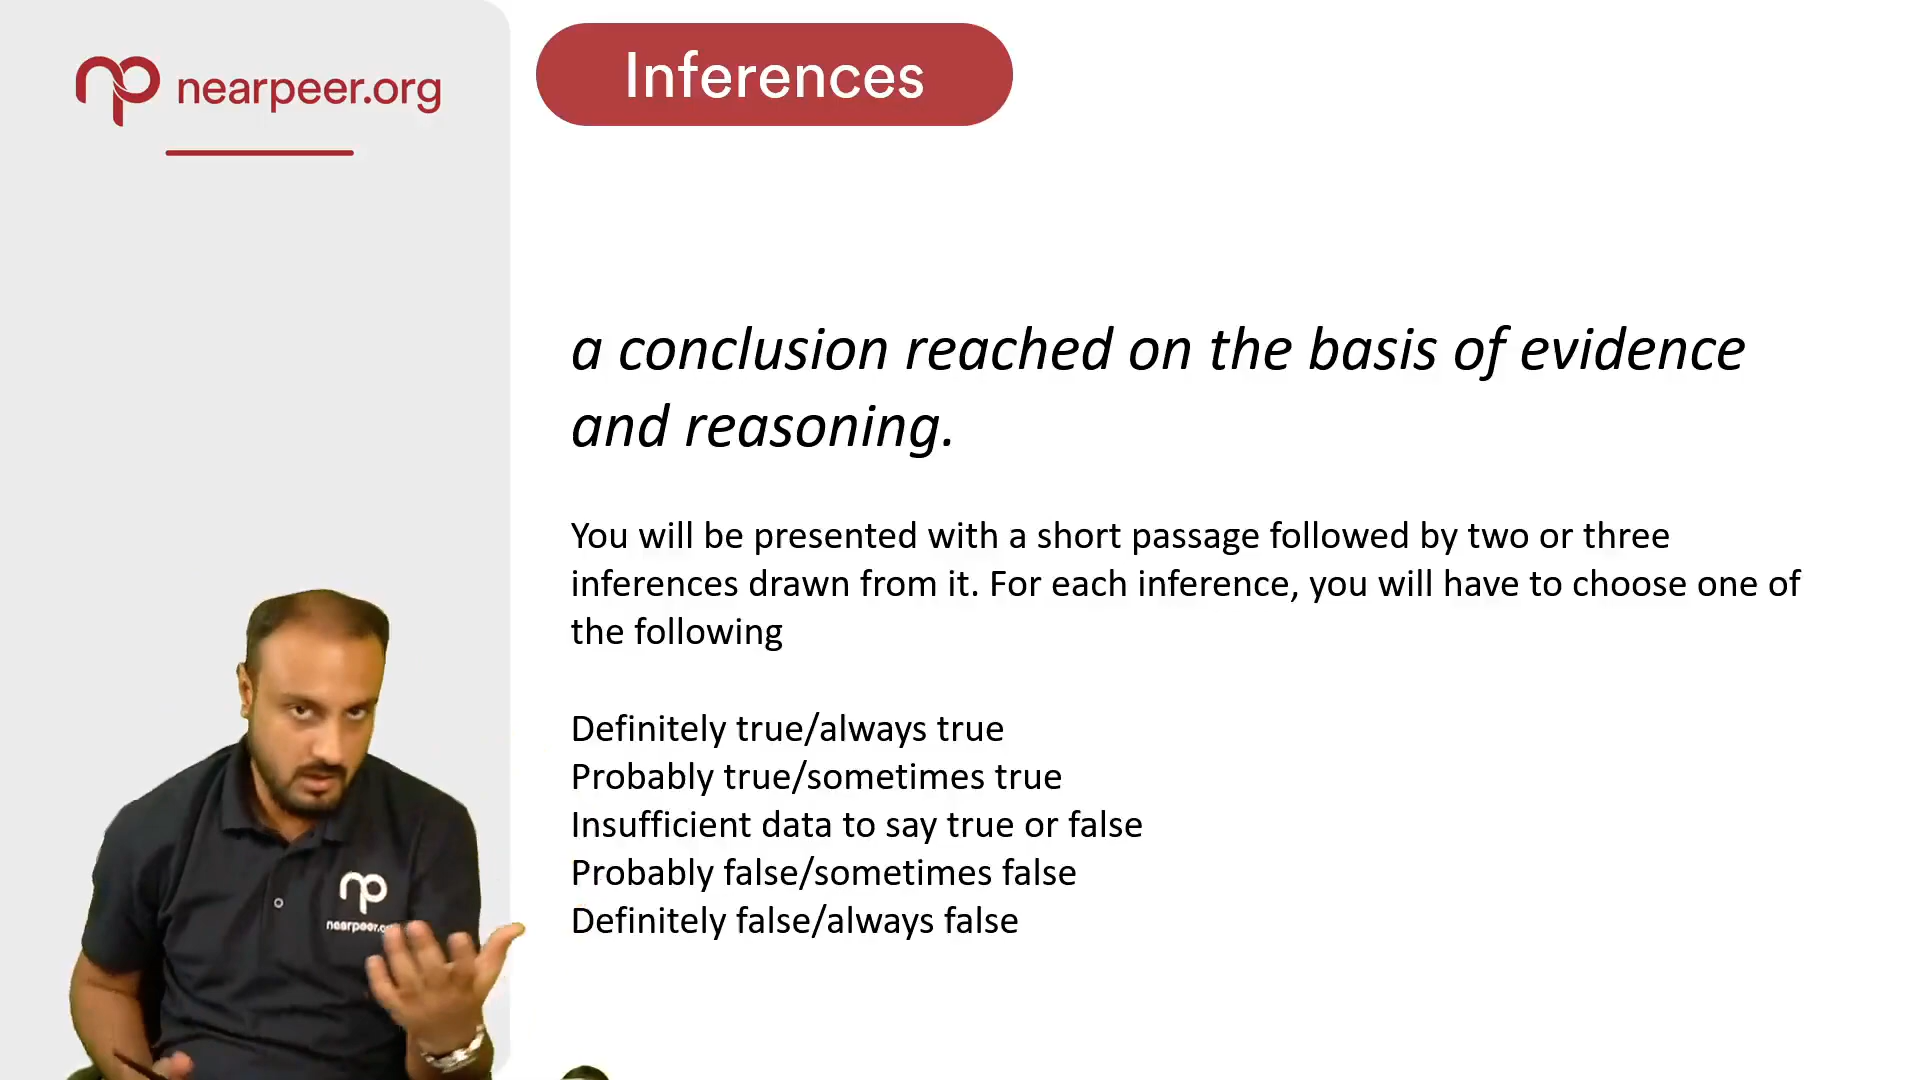 nearpeer.org
Inferences
a conclusion reached on the basis of evidence
and reasoning.
You will be presented with a short passage followed by two or three
inferences drawn from it. For each inference, you will have to choose one of
the following
Definitely true/always true
Probably true/sometimes true
Insufficient data to say true or false
Probably false/sometimes false
Definitely false/always false
np